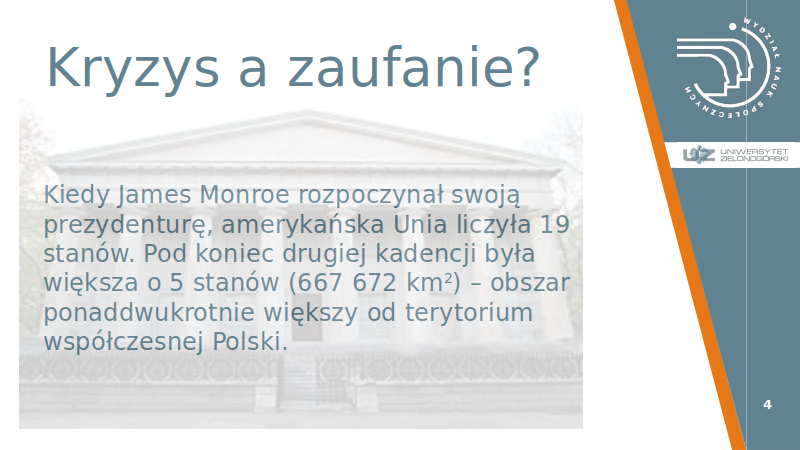 Kryzys a zaufanie?
Kiedy James Monroe rozpoczynał swoją
prezydenturę, amerykańska Unia liczyła 19
stanów. Pod koniec drugiej kadencji była
większa o 5 stanów (667 672 km²) – obszar
ponaddwukrotnie większy od terytorium
współczesnej Polski.
WYDZIAŁ NAUK SPOŁECZNYCH
UZ UNIWERSYTET
ZIELONOGÓRSKI
4